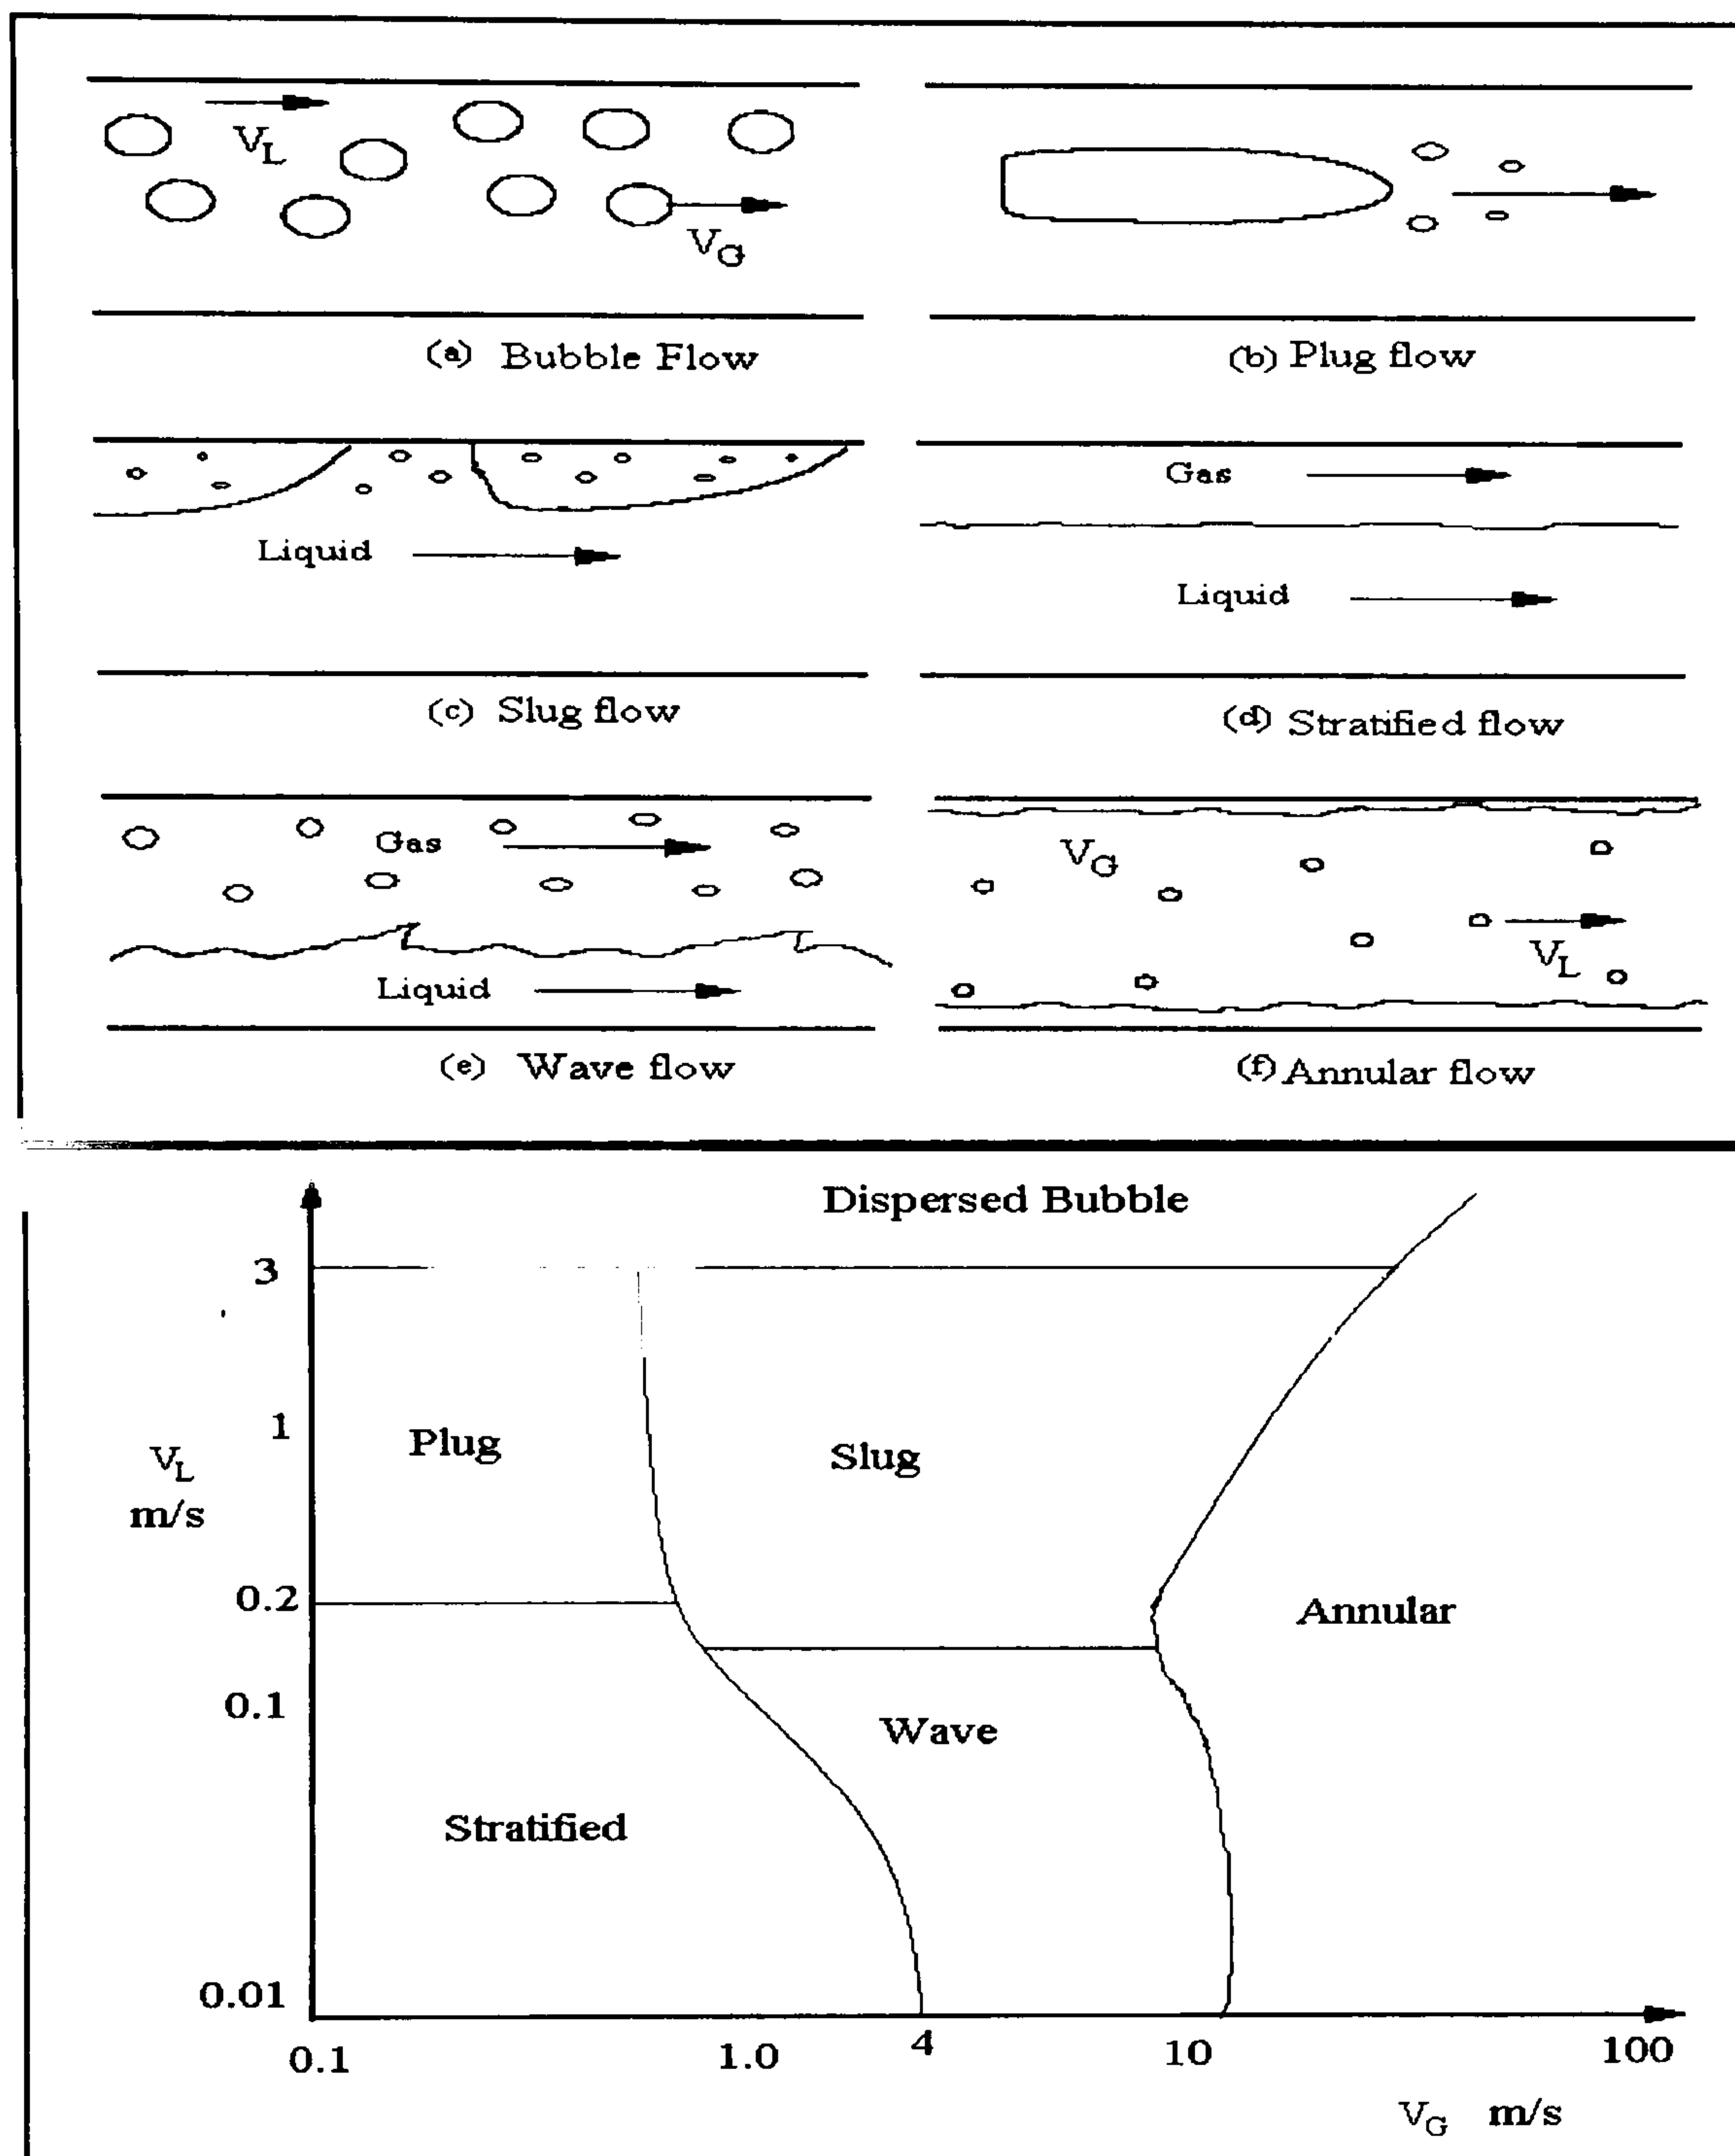 V_L
V_G
(a) Bubble Flow
(b) Plug flow
Liquid
(c) Slug flow
Gas
Liquid
(d) Stratified flow
Gas
Liquid
(e) Wave flow
V_G
V_L
(f) Annular flow
Dispersed Bubble
3
1
Plug
Slug
V_L
m/s
0.2
Annular
0.1
Wave
Stratified
0.01
0.1
1.0
4
10
100
V_G m/s